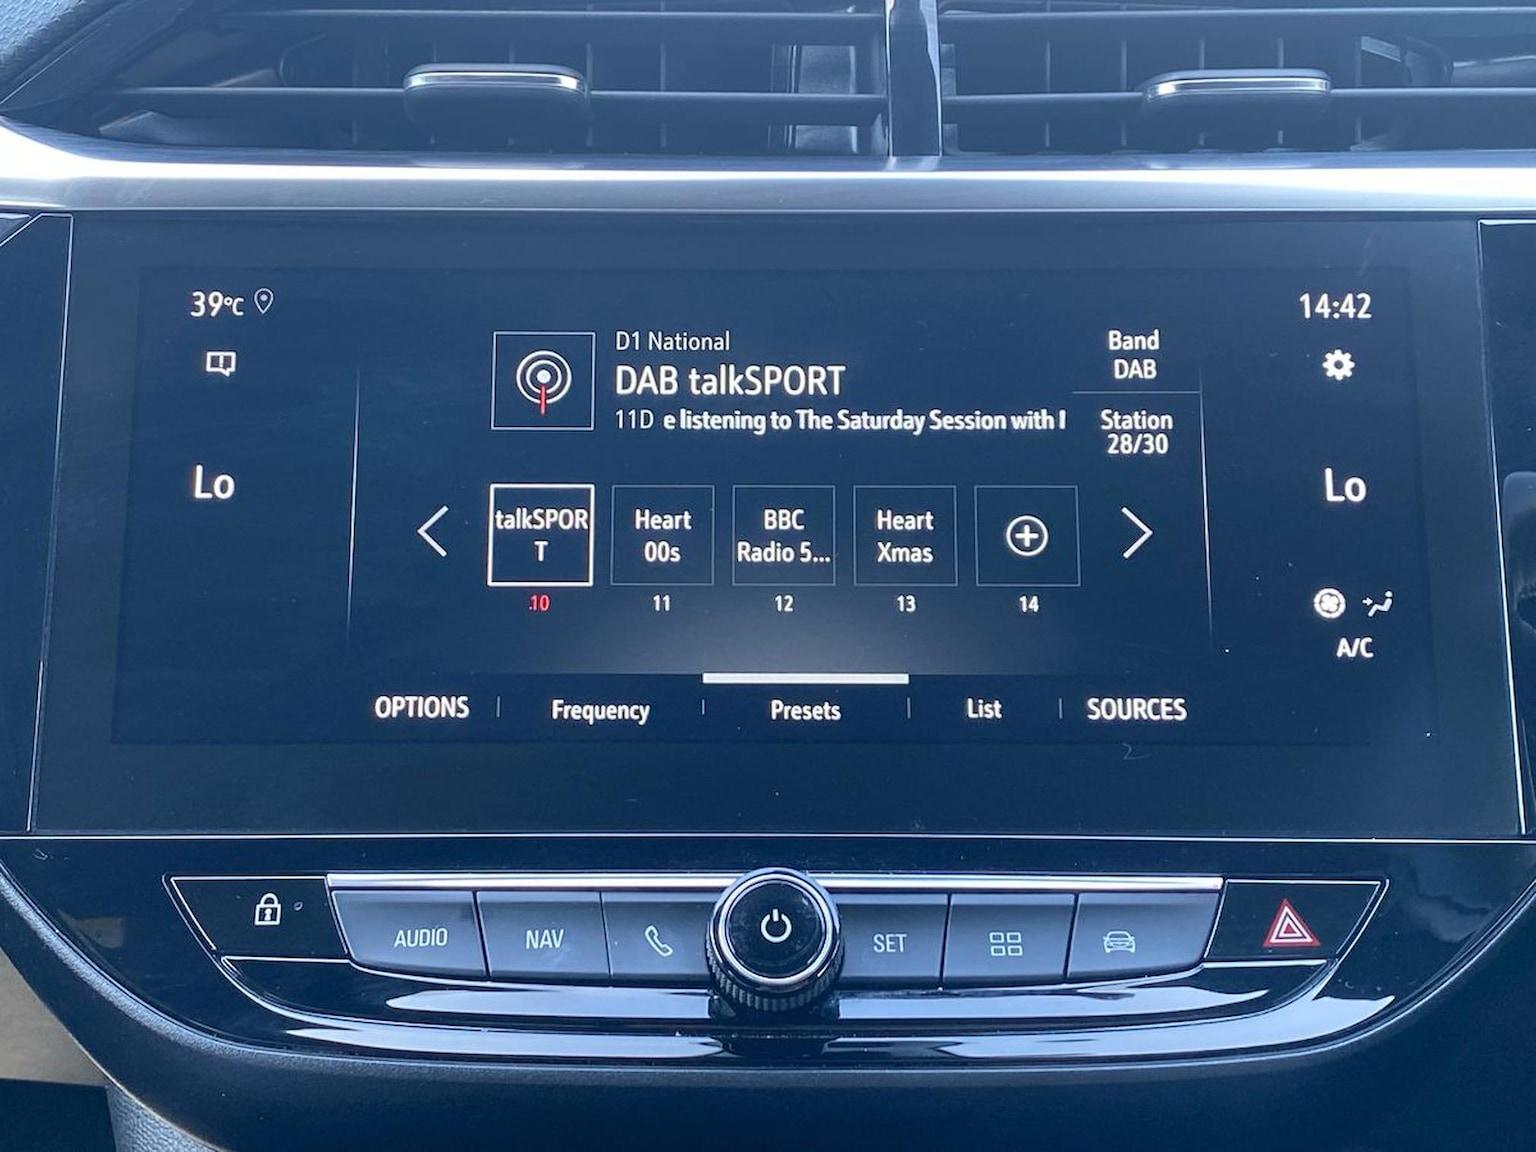 39°C
14:42
D1 National
DAB talkSPORT
11D e listening to The Saturday Session with I
Band
DAB
Station
28/30
Lo
Lo
talkSPOR
T
10
Heart
00s
11
BBC
Radio 5...
12
Heart
Xmas
13
14
A/C
OPTIONS
Frequency
Presets
List
SOURCES
AUDIO
NAV
SET